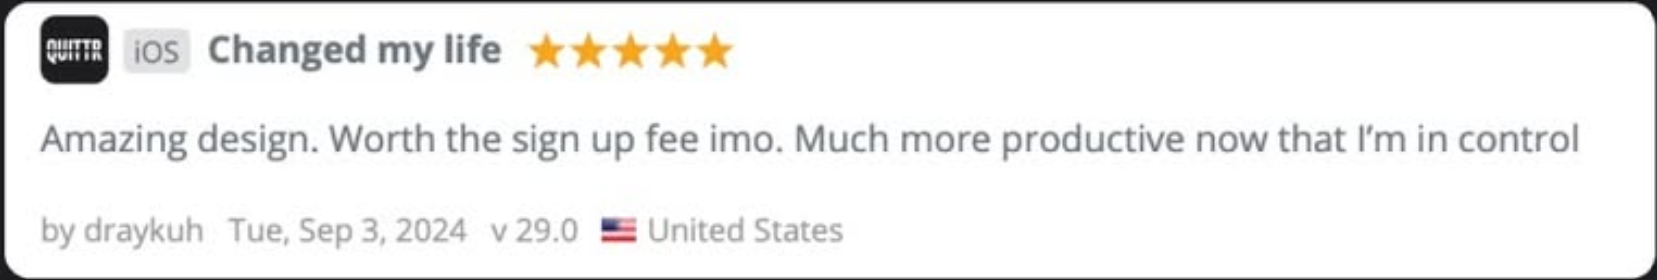 QUITTR iOS Changed my life
Amazing design. Worth the sign up fee imo. Much more productive now that I'm in control
by draykuh Tue, Sep 3, 2024 v 29.0 United States